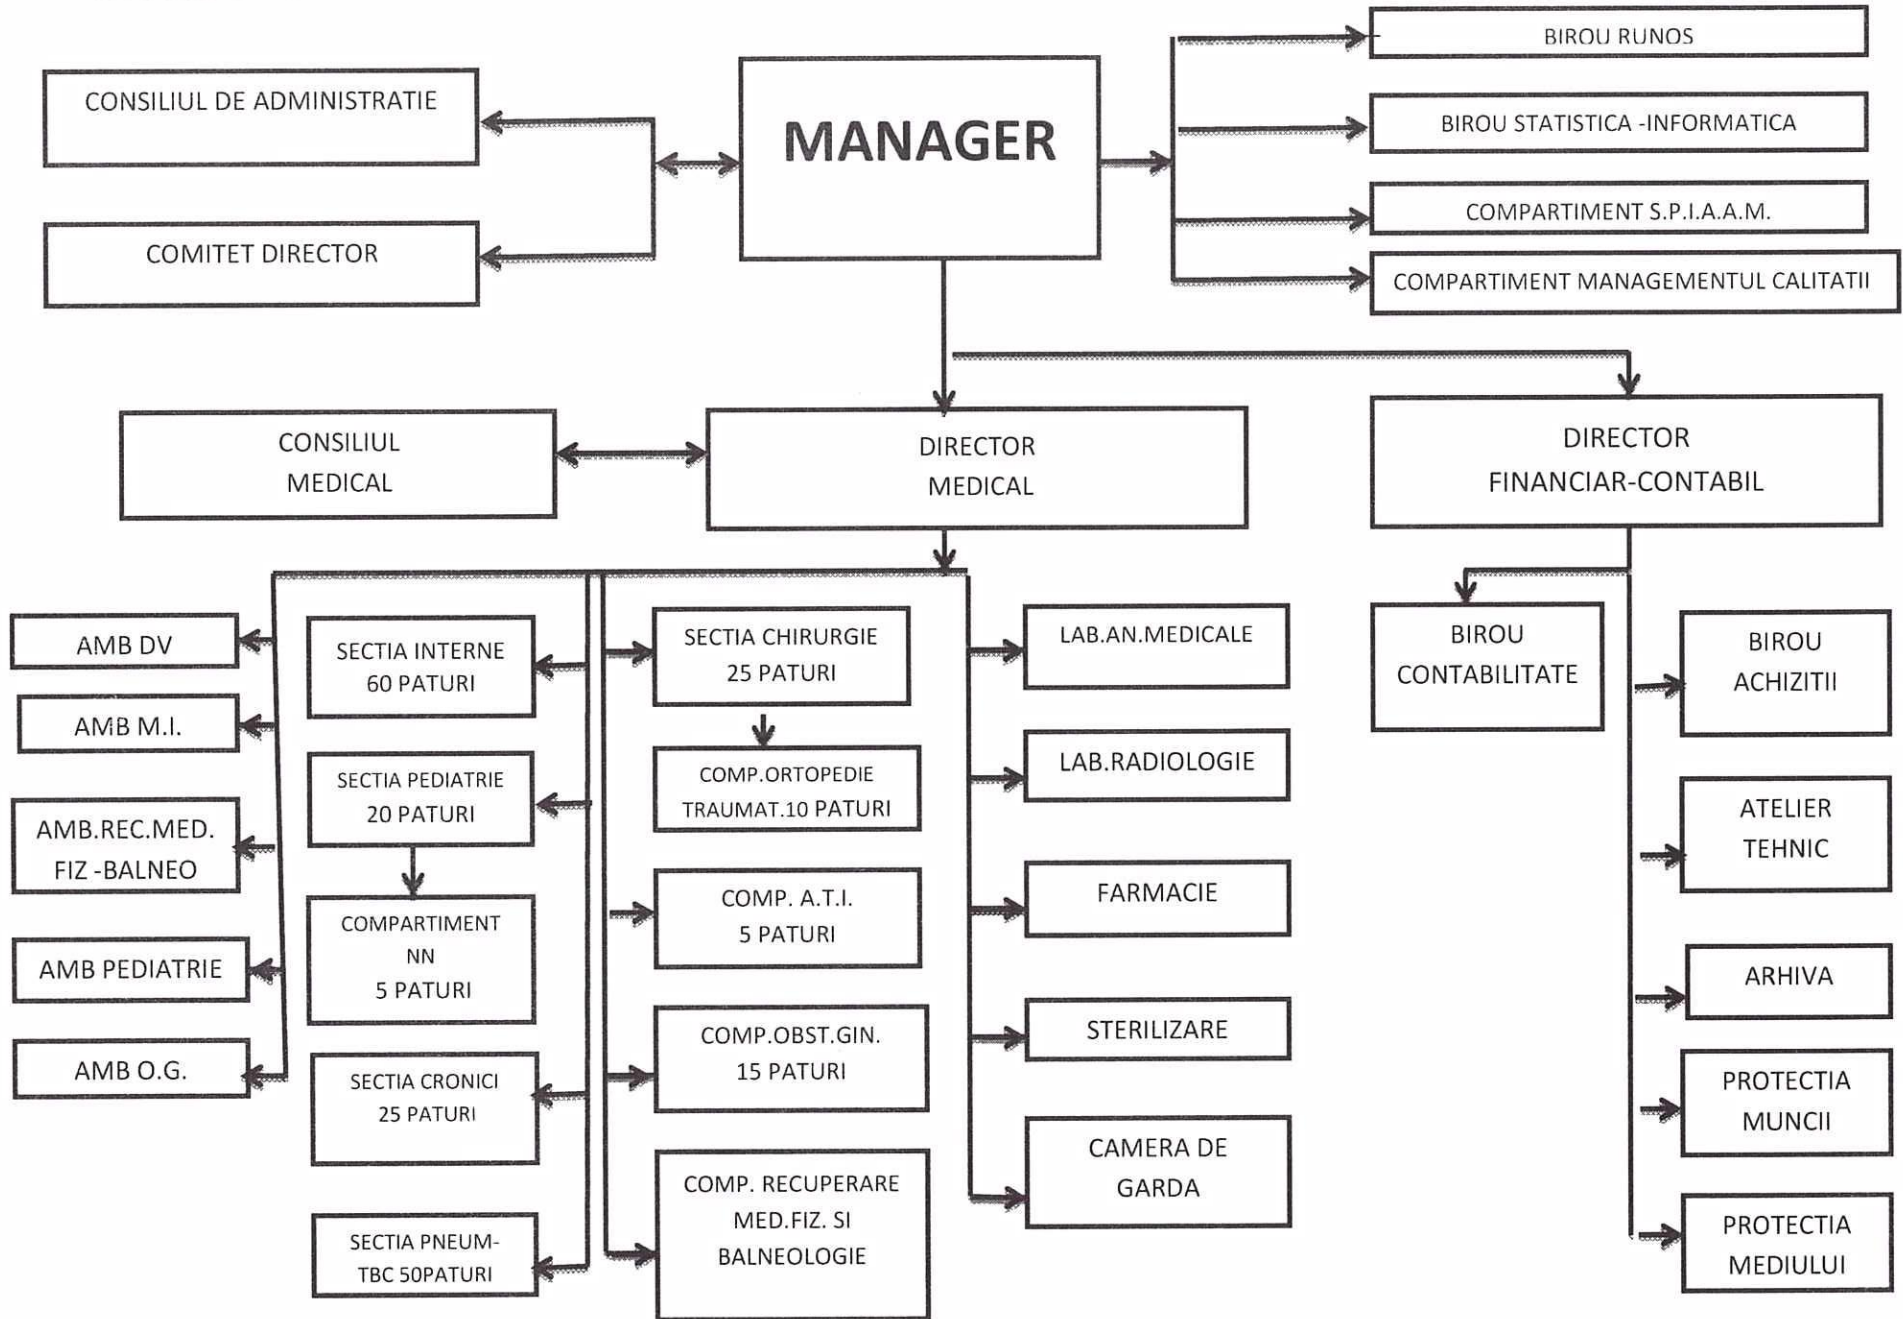 BIROU RUNOS
CONSILIUL DE ADMINISTRATIE
MANAGER
BIROU STATISTICA -INFORMATICA
COMPARTIMENT S.P.I.A.A.M.
COMITET DIRECTOR
COMPARTIMENT MANAGEMENTUL CALITATII
CONSILIUL
MEDICAL
DIRECTOR
MEDICAL
DIRECTOR
FINANCIAR-CONTABIL
AMB DV
AMB M.I.
AMB.REC.MED.
FIZ -BALNEO
AMB PEDIATRIE
AMB O.G.
SECTIA INTERNE
60 PATURI
SECTIA PEDIATRIE
20 PATURI
COMPARTIMENT
NN
5 PATURI
SECTIA CRONICI
25 PATURI
SECTIA PNEUM-
TBC 50PATURI
SECTIA CHIRURGIE
25 PATURI
COMP.ORTOPEDIE
TRAUMAT.10 PATURI
COMP. A.T.I.
5 PATURI
COMP.OBST.GIN.
15 PATURI
COMP. RECUPERARE
MED.FIZ. SI
BALNEOLOGIE
LAB.AN.MEDICALE
LAB.RADIOLOGIE
FARMACIE
STERILIZARE
CAMERA DE
GARDA
BIROU
CONTABILITATE
BIROU
ACHIZITII
ATELIER
TEHNIC
ARHIVA
PROTECTIA
MUNCII
PROTECTIA
MEDIULUI